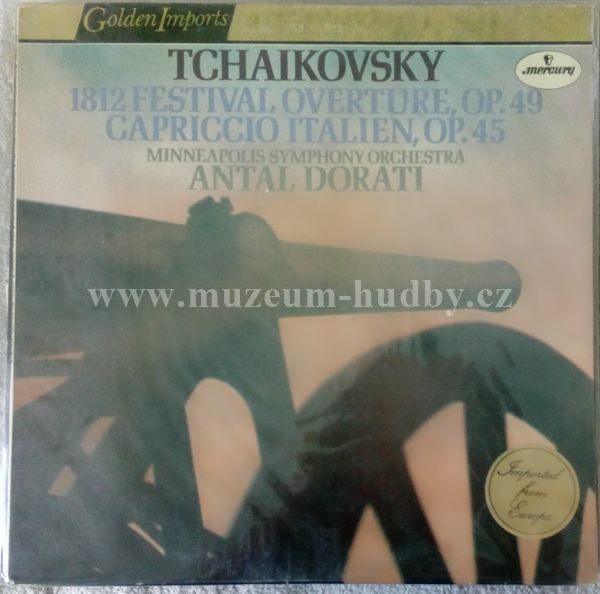 Golden Imports
TCHAIKOVSKY
mercury
1812 FESTIVAL OVERTURE, OP. 49
CAPRICCIO ITALIEN, OP. 45
MINNEAPOLIS SYMPHONY ORCHESTRA
ANTAL DORATI
www.muzeum-hudby.cz
Imported
from
Europe